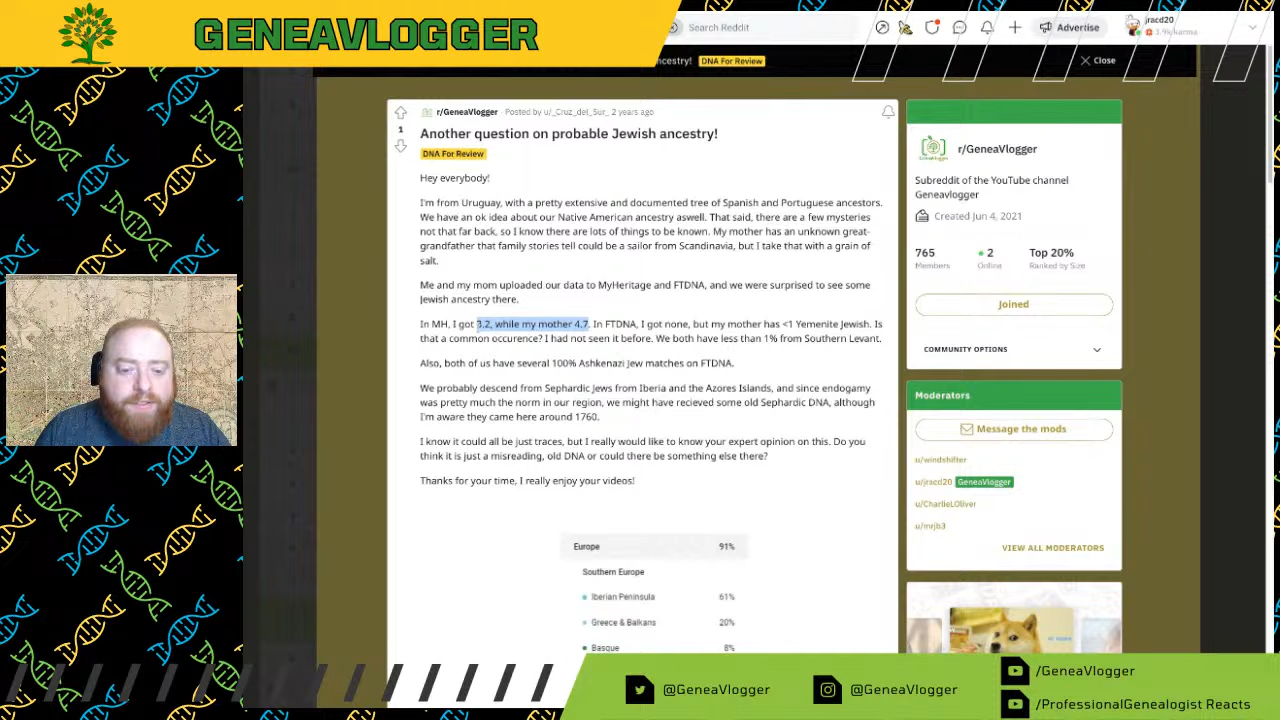 GENEAVLOGGER
Search Reddit
Advertise
jracd20
1.9k karma
ancestry!
DNA For Review
Close
r/GeneaVlogger · Posted by u/_Cruz_del_Sur_ 2 years ago
1
Another question on probable Jewish ancestry!
DNA For Review
Hey everybody!
I'm from Uruguay, with a pretty extensive and documented tree of Spanish and Portuguese ancestors.
We have an ok idea about our Native American ancestry aswell. That said, there are a few mysteries
not that far back, so I know there are lots of things to be known. My mother has an unknown great-
grandfather that family stories tell could be a sailor from Scandinavia, but I take that with a grain of
salt.
Me and my mom uploaded our data to MyHeritage and FTDNA, and we were surprised to see some
Jewish ancestry there.
In MH, I got 3.2, while my mother 4.7. In FTDNA, I got none, but my mother has <1 Yemenite Jewish. Is
that a common occurence? I had not seen it before. We both have less than 1% from Southern Levant.
Also, both of us have several 100% Ashkenazi Jew matches on FTDNA.
We probably descend from Sephardic Jews from Iberia and the Azores Islands, and since endogamy
was pretty much the norm in our region, we might have recieved some old Sephardic DNA, although
I'm aware they came here around 1760.
I know it could all be just traces, but I really would like to know your expert opinion on this. Do you
think it is just a misreading, old DNA or could there be something else there?
Thanks for your time, I really enjoy your videos!
Europe 91%
Southern Europe
Iberian Peninsula 61%
Greece & Balkans 20%
Basque 8%
r/GeneaVlogger
Subreddit of the YouTube channel
Geneavlogger
Created Jun 4, 2021
765 2 Top 20%
Members Online Ranked by Size
Joined
COMMUNITY OPTIONS
Moderators
Message the mods
u/windshifter
u/jracd20 GeneaVlogger
u/CharlieLOliver
u/mrjb3
VIEW ALL MODERATORS
@GeneaVlogger
@GeneaVlogger
/GeneaVlogger
/ProfessionalGenealogist Reacts